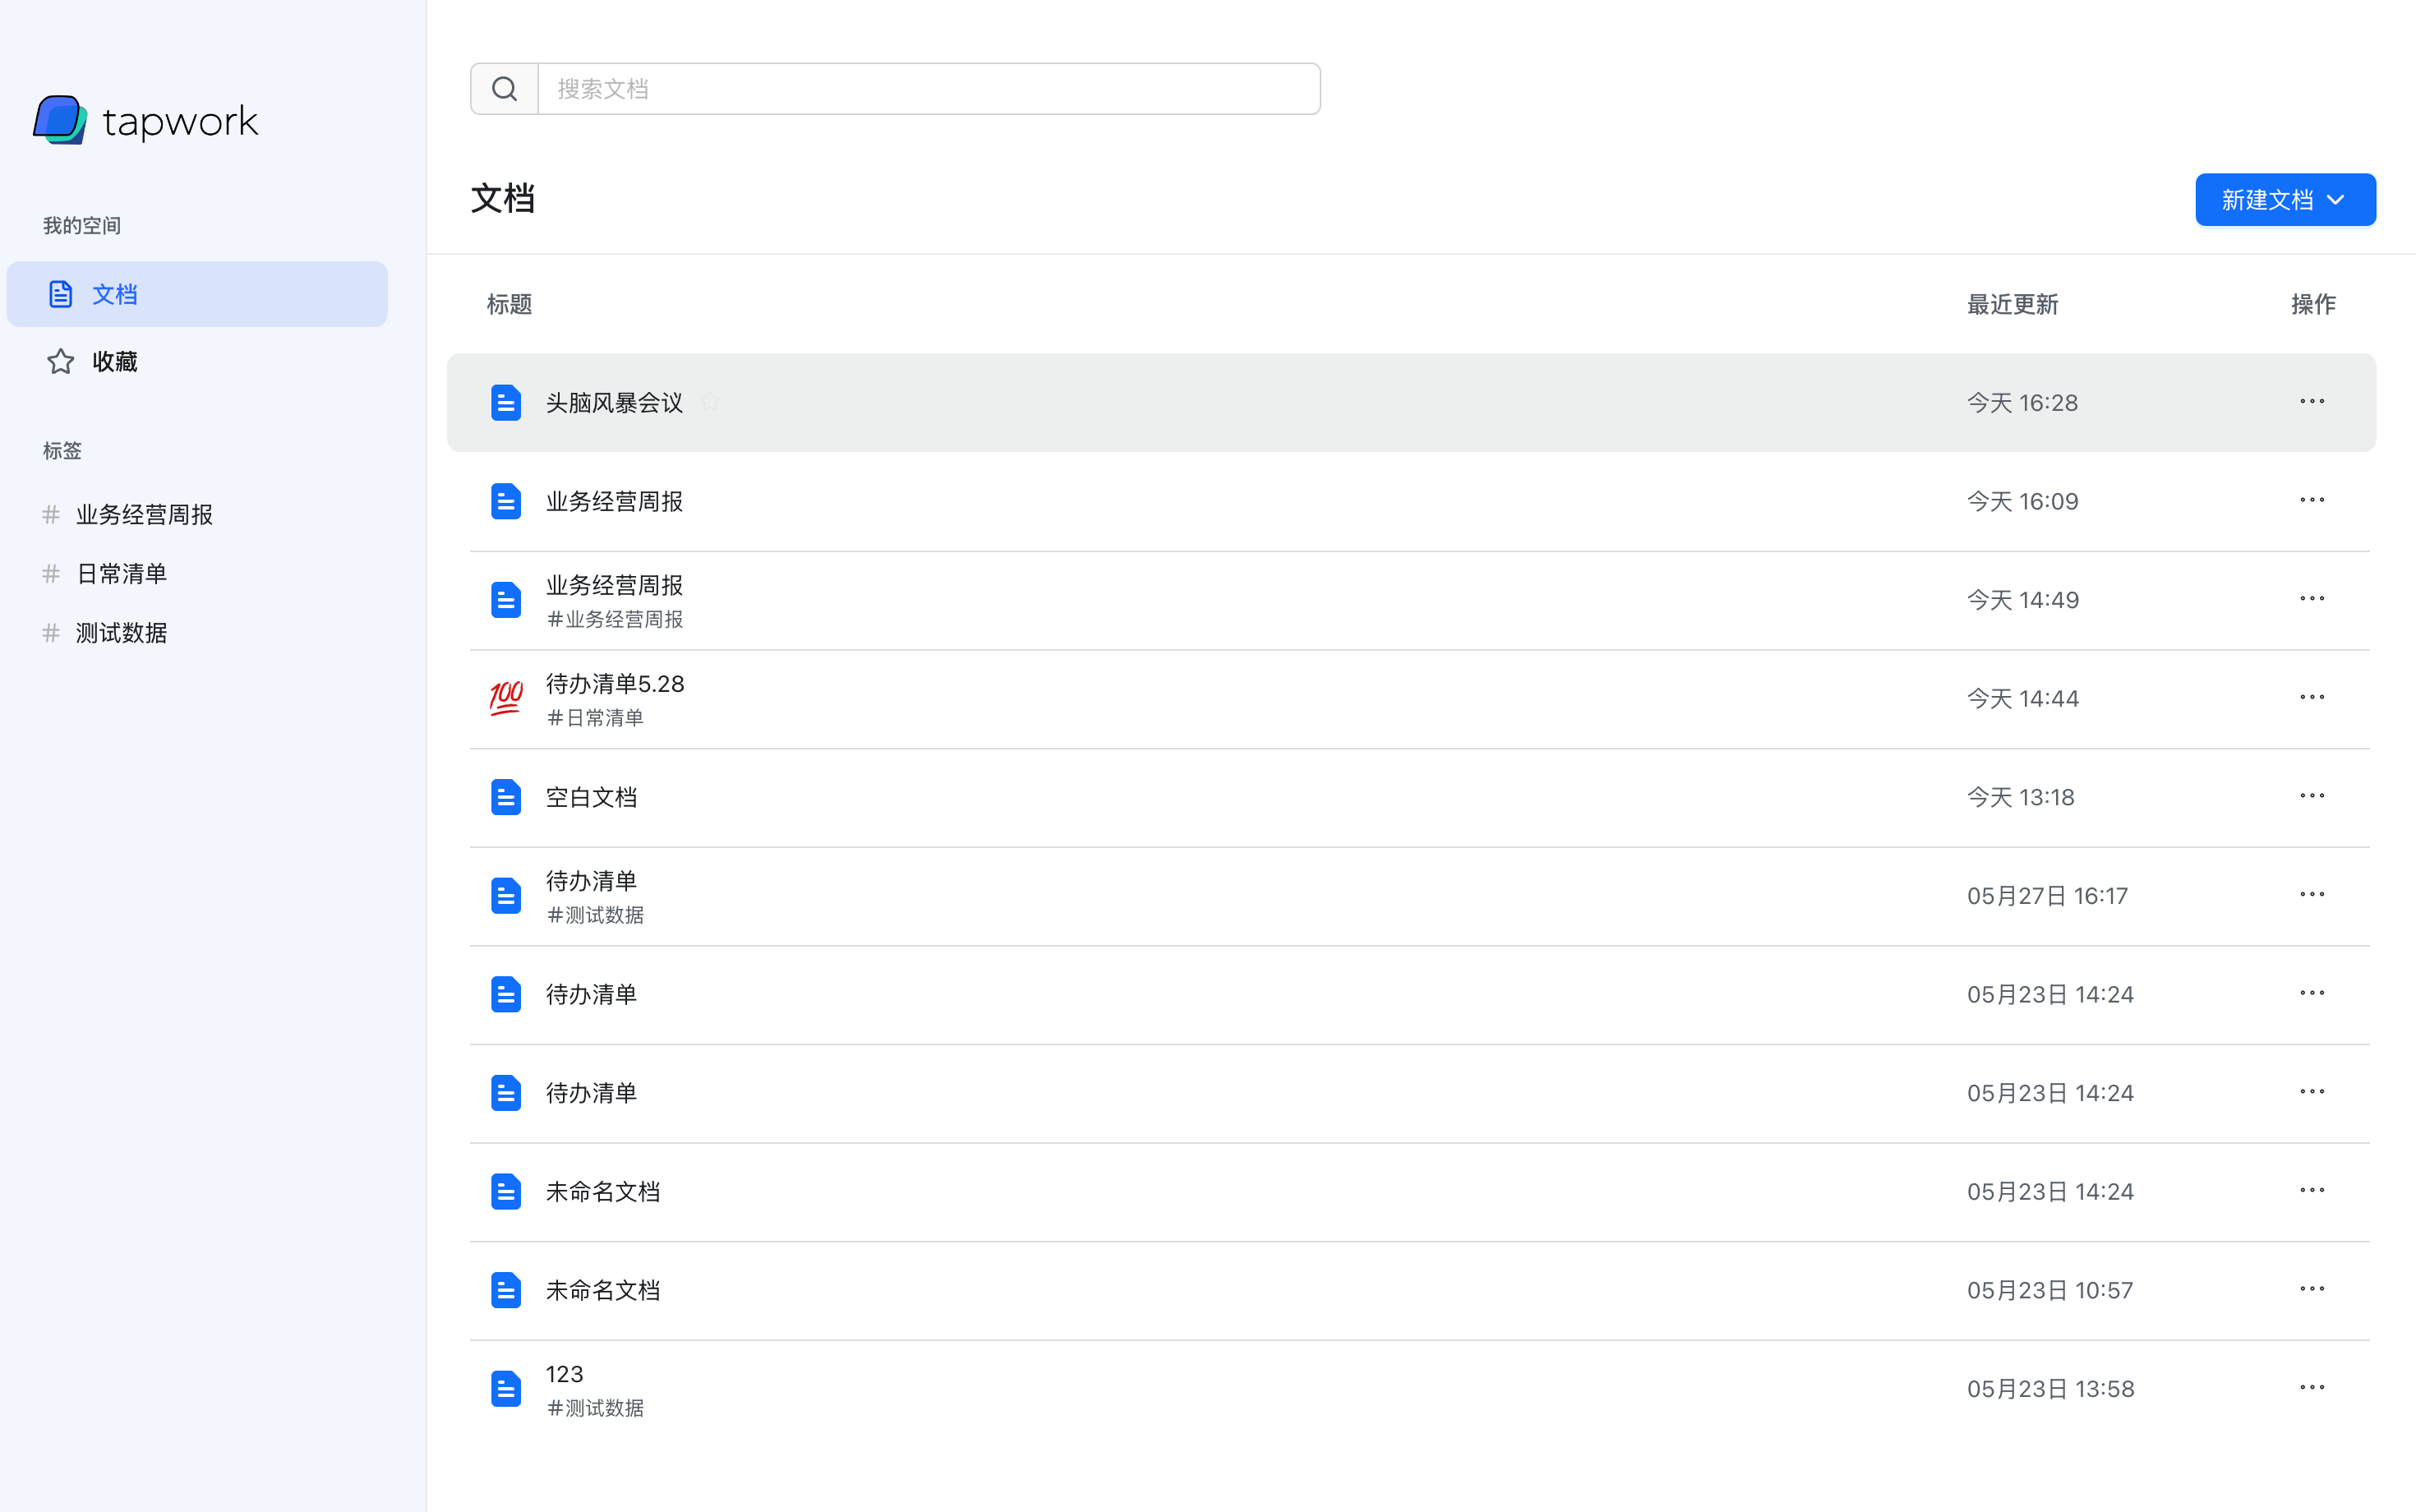 tapwork
我的空间
文档
收藏
标签
# 业务经营周报
# 日常清单
# 测试数据
搜索文档
文档
新建文档
标题 最近更新 操作
头脑风暴会议 今天 16:28
业务经营周报 今天 16:09
业务经营周报
#业务经营周报
今天 14:49
100
待办清单5.28
#日常清单
今天 14:44
空白文档 今天 13:18
待办清单
#测试数据
05月27日 16:17
待办清单 05月23日 14:24
待办清单 05月23日 14:24
未命名文档 05月23日 14:24
未命名文档 05月23日 10:57
123
#测试数据
05月23日 13:58